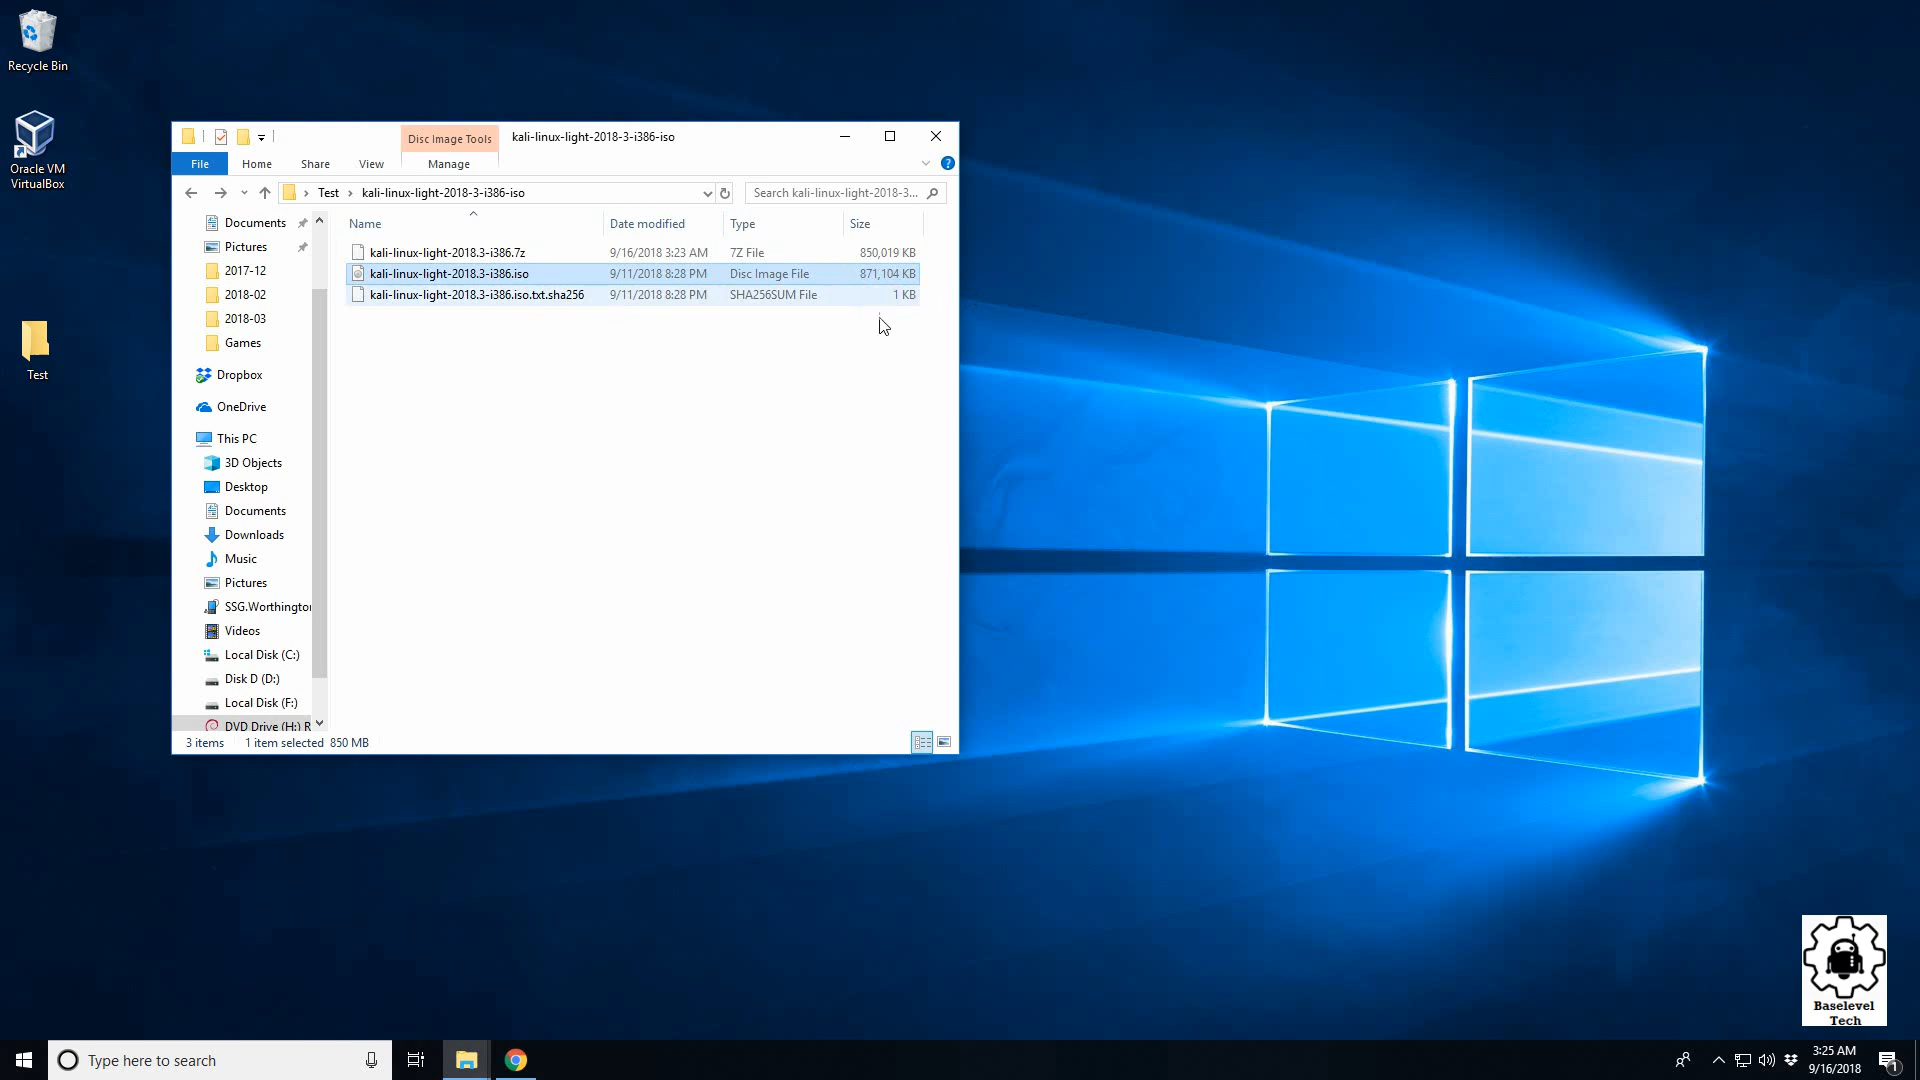 Recycle Bin
Oracle VM
VirtualBox
Test
Disc Image Tools
kali-linux-light-2018-3-i386-iso
File
Home
Share
View
Manage
Test
kali-linux-light-2018-3-i386-iso
Search kali-linux-light-2018-3...
Name
Date modified
Type
Size
kali-linux-light-2018.3-i386.7z 9/16/2018 3:23 AM 7Z File 850,019 KB
kali-linux-light-2018.3-i386.iso 9/11/2018 8:28 PM Disc Image File 871,104 KB
kali-linux-light-2018.3-i386.iso.txt.sha256 9/11/2018 8:28 PM SHA256SUM File 1 KB
Documents
Pictures
2017-12
2018-02
2018-03
Games
Dropbox
OneDrive
This PC
3D Objects
Desktop
Documents
Downloads
Music
Pictures
SSG.Worthington
Videos
Local Disk (C:)
Disk D (D:)
Local Disk (F:)
DVD Drive (H:) R
3 items
1 item selected 850 MB
Baselevel
Tech
Type here to search
3:25 AM
9/16/2018
1